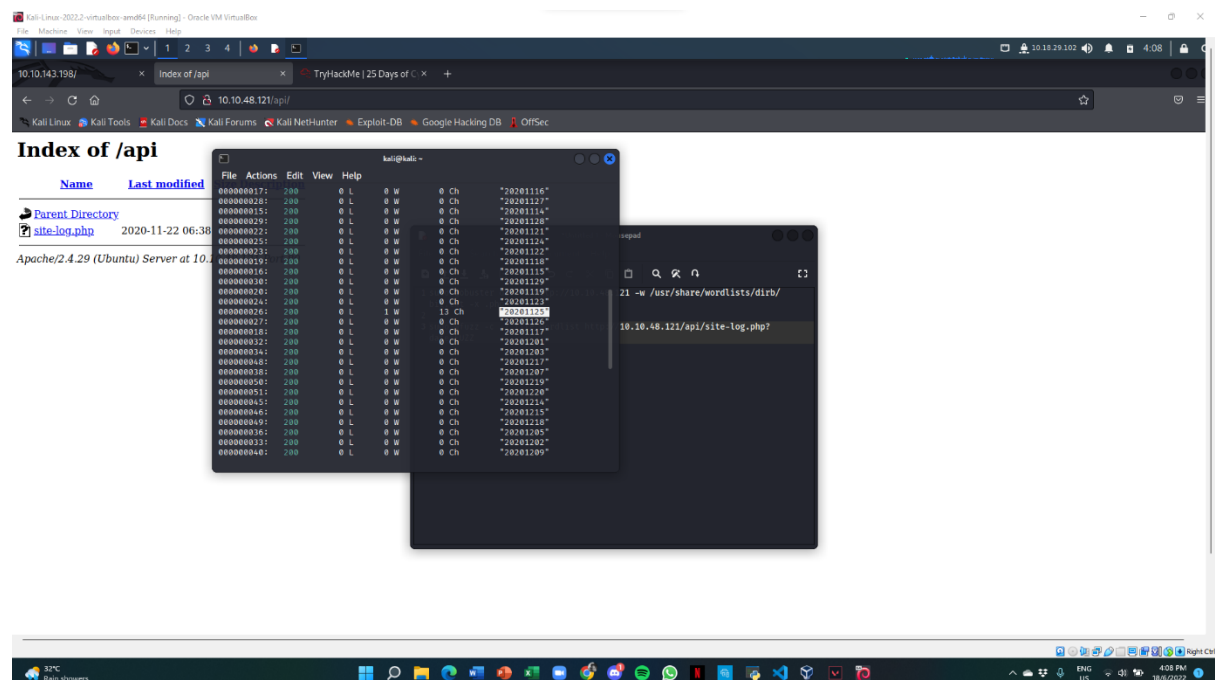 Kali-Linux-2022.2-virtualbox-amd64 [Running] - Oracle VM VirtualBox
File Machine View Input Devices Help
1 2 3 4
10.18.29.102
4:08
10.10.143.198/
Index of /api
TryHackMe | 25 Days of C
10.10.48.121/api/
Kali Linux Kali Tools Kali Docs Kali Forums Kali NetHunter Exploit-DB Google Hacking DB OffSec
Index of /api
Name Last modified
Parent Directory
site-log.php 2020-11-22 06:38
Apache/2.4.29 (Ubuntu) Server at 10.1
kali@kali: ~
File Actions Edit View Help
000000017: 200 0 L 0 W 0 Ch "20201116"
000000028: 200 0 L 0 W 0 Ch "20201127"
000000015: 200 0 L 0 W 0 Ch "20201114"
000000029: 200 0 L 0 W 0 Ch "20201128"
000000022: 200 0 L 0 W 0 Ch "20201121"
000000025: 200 0 L 0 W 0 Ch "20201124"
000000023: 200 0 L 0 W 0 Ch "20201122"
000000019: 200 0 L 0 W 0 Ch "20201118"
000000016: 200 0 L 0 W 0 Ch "20201115"
000000030: 200 0 L 0 W 0 Ch "20201129"
000000020: 200 0 L 0 W 0 Ch "20201119"
000000024: 200 0 L 0 W 0 Ch "20201123"
000000026: 200 0 L 1 W 13 Ch "20201125"
000000027: 200 0 L 0 W 0 Ch "20201126"
000000018: 200 0 L 0 W 0 Ch "20201117"
000000032: 200 0 L 0 W 0 Ch "20201201"
000000034: 200 0 L 0 W 0 Ch "20201203"
000000048: 200 0 L 0 W 0 Ch "20201217"
000000038: 200 0 L 0 W 0 Ch "20201207"
000000050: 200 0 L 0 W 0 Ch "20201219"
000000051: 200 0 L 0 W 0 Ch "20201220"
000000045: 200 0 L 0 W 0 Ch "20201214"
000000046: 200 0 L 0 W 0 Ch "20201215"
000000049: 200 0 L 0 W 0 Ch "20201218"
000000036: 200 0 L 0 W 0 Ch "20201205"
000000033: 200 0 L 0 W 0 Ch "20201202"
000000040: 200 0 L 0 W 0 Ch "20201209"
sepad
21 -w /usr/share/wordlists/dirb/
10.10.48.121/api/site-log.php?
Right Ctrl
32°C
Rain showers
ENG
US
4:08 PM
18/6/2022